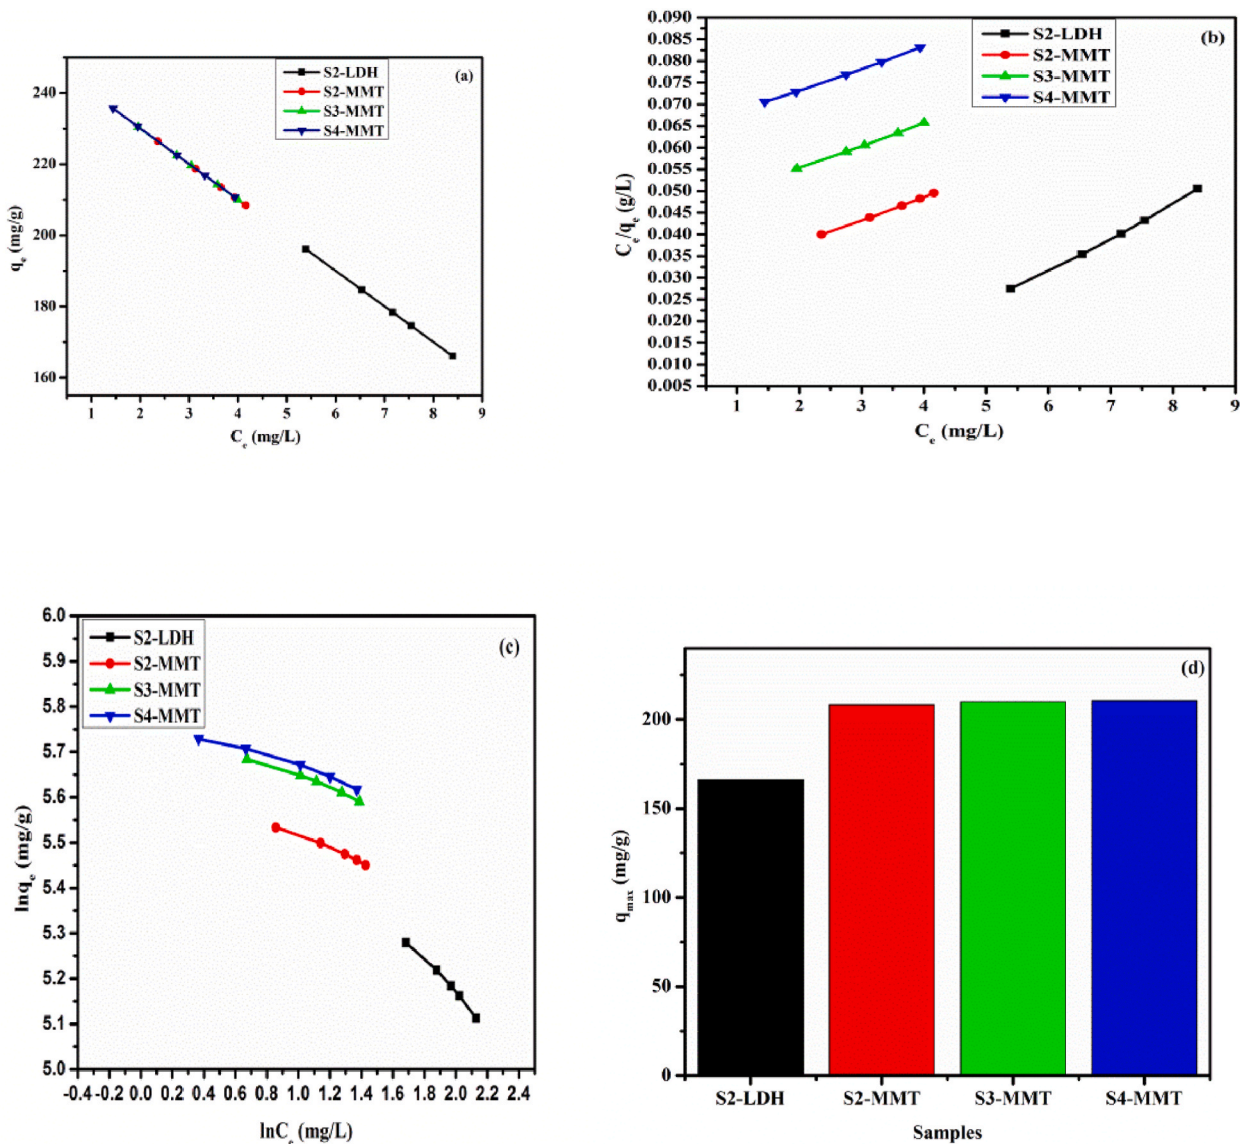 (a)
S2-LDH
S2-MMT
S3-MMT
S4-MMT
240
220
200
180
160
qe (mg/g)
1 2 3 4 5 6 7 8 9
Ce (mg/L)
(b)
S2-LDH
S2-MMT
S3-MMT
S4-MMT
0.090
0.085
0.080
0.075
0.070
0.065
0.060
0.055
0.050
0.045
0.040
0.035
0.030
0.025
0.020
0.015
0.010
0.005
Ce/qe (g/L)
1 2 3 4 5 6 7 8 9
Ce (mg/L)
(c)
S2-LDH
S2-MMT
S3-MMT
S4-MMT
6.0
5.9
5.8
5.7
5.6
5.5
5.4
5.3
5.2
5.1
5.0
lnqe (mg/g)
-0.4 -0.2 0.0 0.2 0.4 0.6 0.8 1.0 1.2 1.4 1.6 1.8 2.0 2.2 2.4
lnCe (mg/L)
(d)
200
150
100
50
0
qmax (mg/g)
S2-LDH S2-MMT S3-MMT S4-MMT
Samples